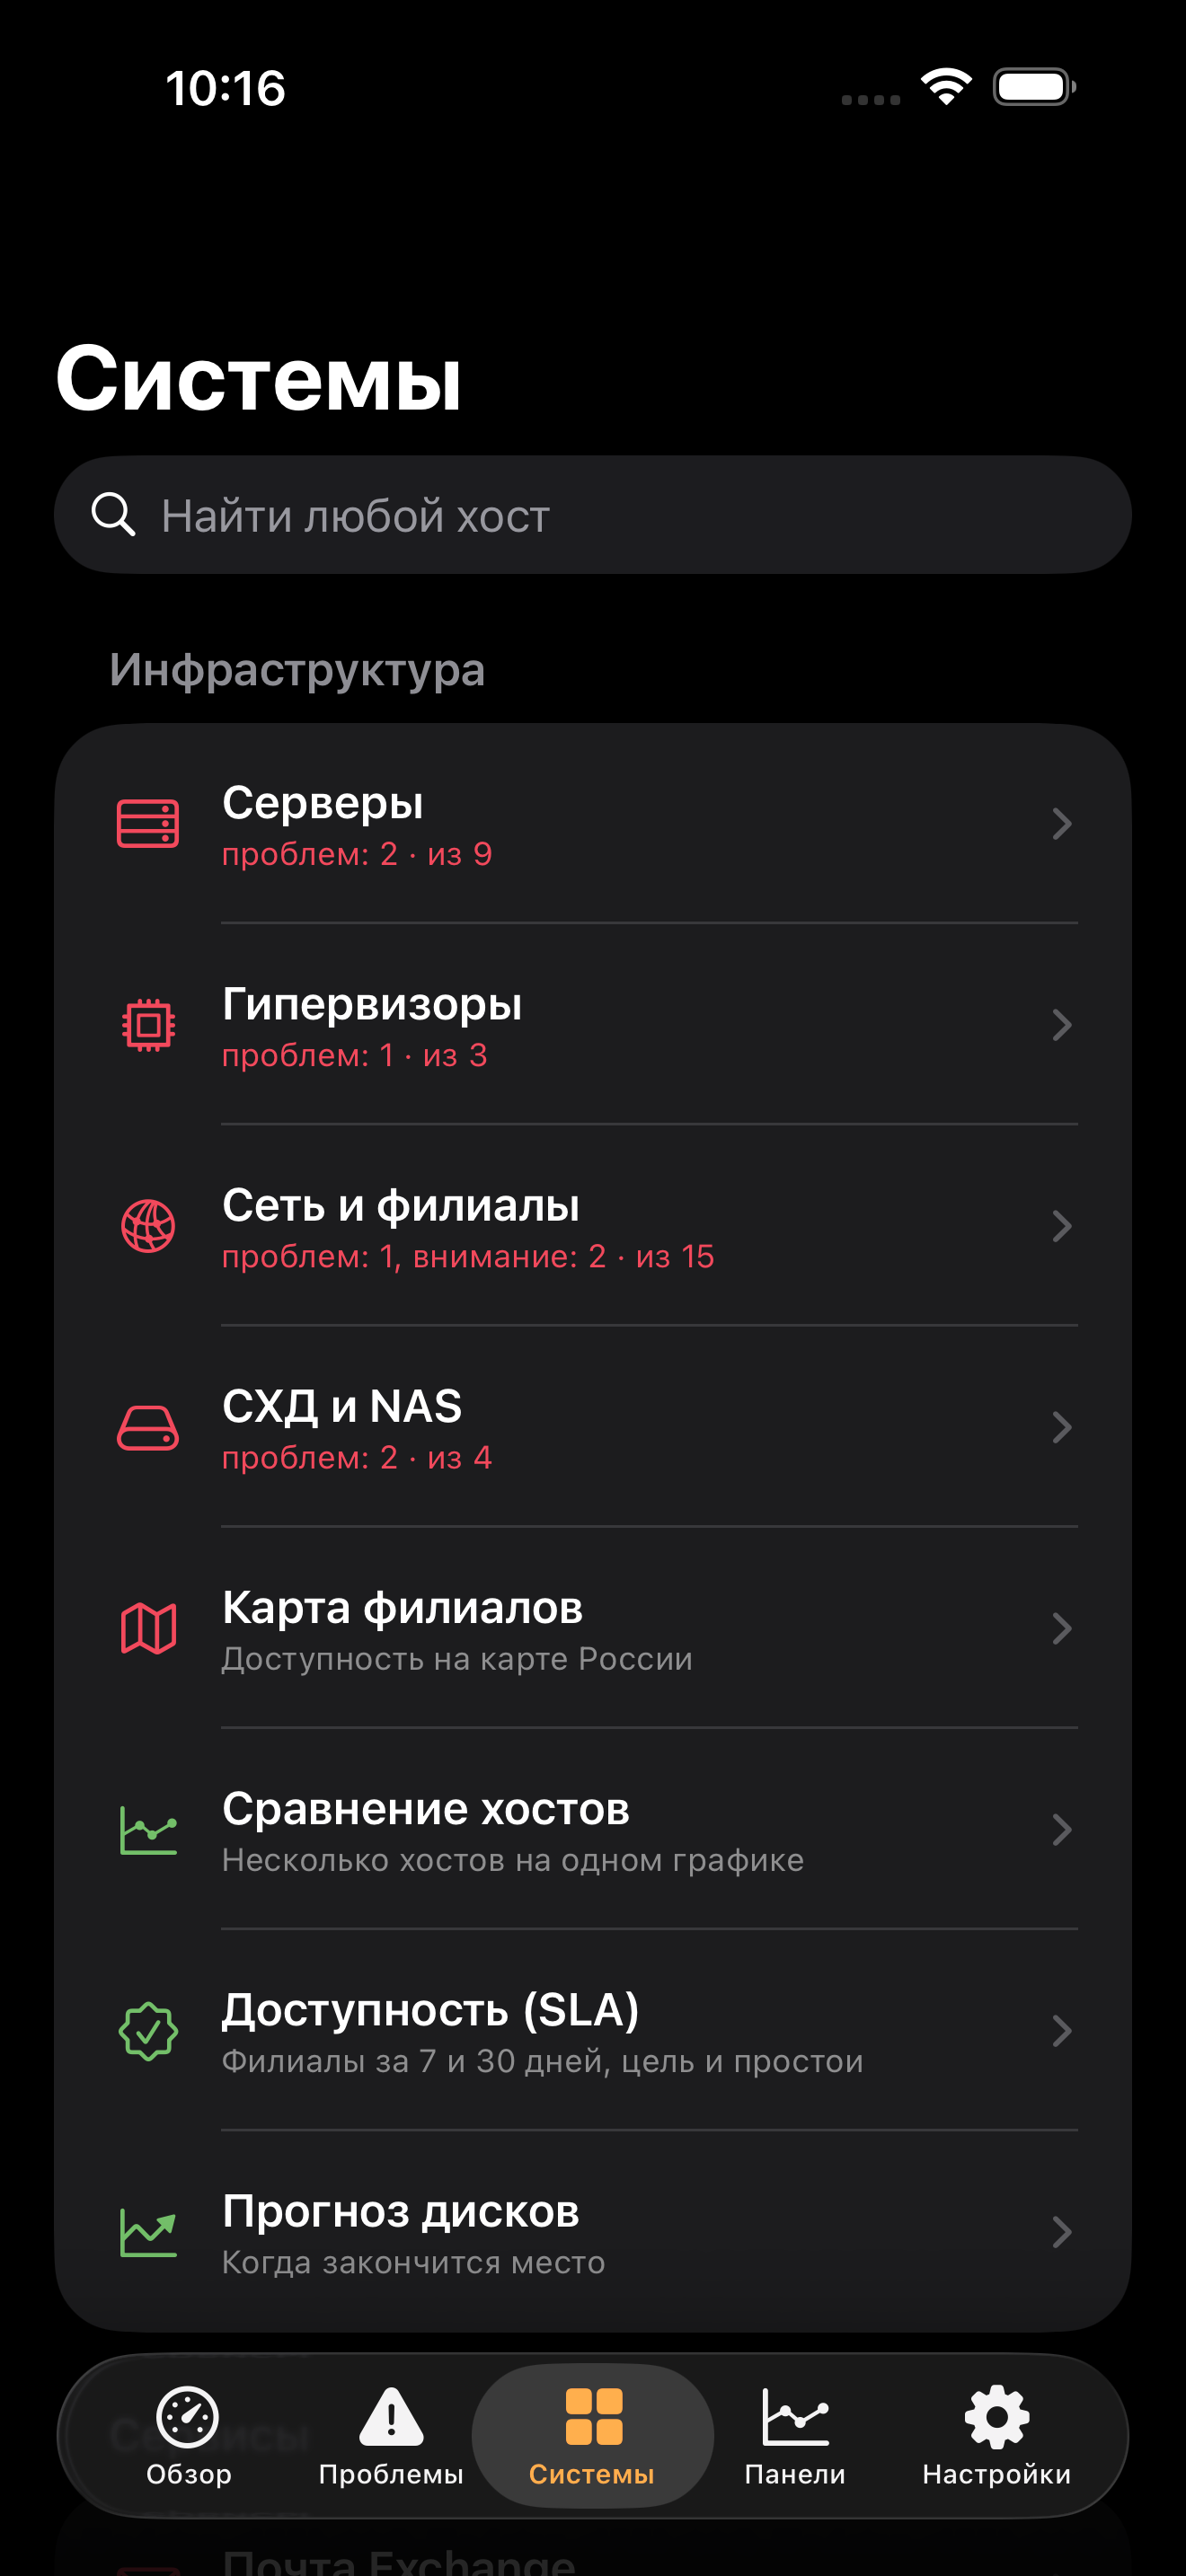 10:16
Системы
Найти любой хост
Инфраструктура
Серверы
проблем: 2 · из 9
Гипервизоры
проблем: 1 · из 3
Сеть и филиалы
проблем: 1, внимание: 2 · из 15
СХД и NAS
проблем: 2 · из 4
Карта филиалов
Доступность на карте России
Сравнение хостов
Несколько хостов на одном графике
Доступность (SLA)
Филиалы за 7 и 30 дней, цель и простои
Прогноз дисков
Когда закончится место
Сервисы
Обзор
Проблемы
Системы
Панели
Настройки
Почта Exchange